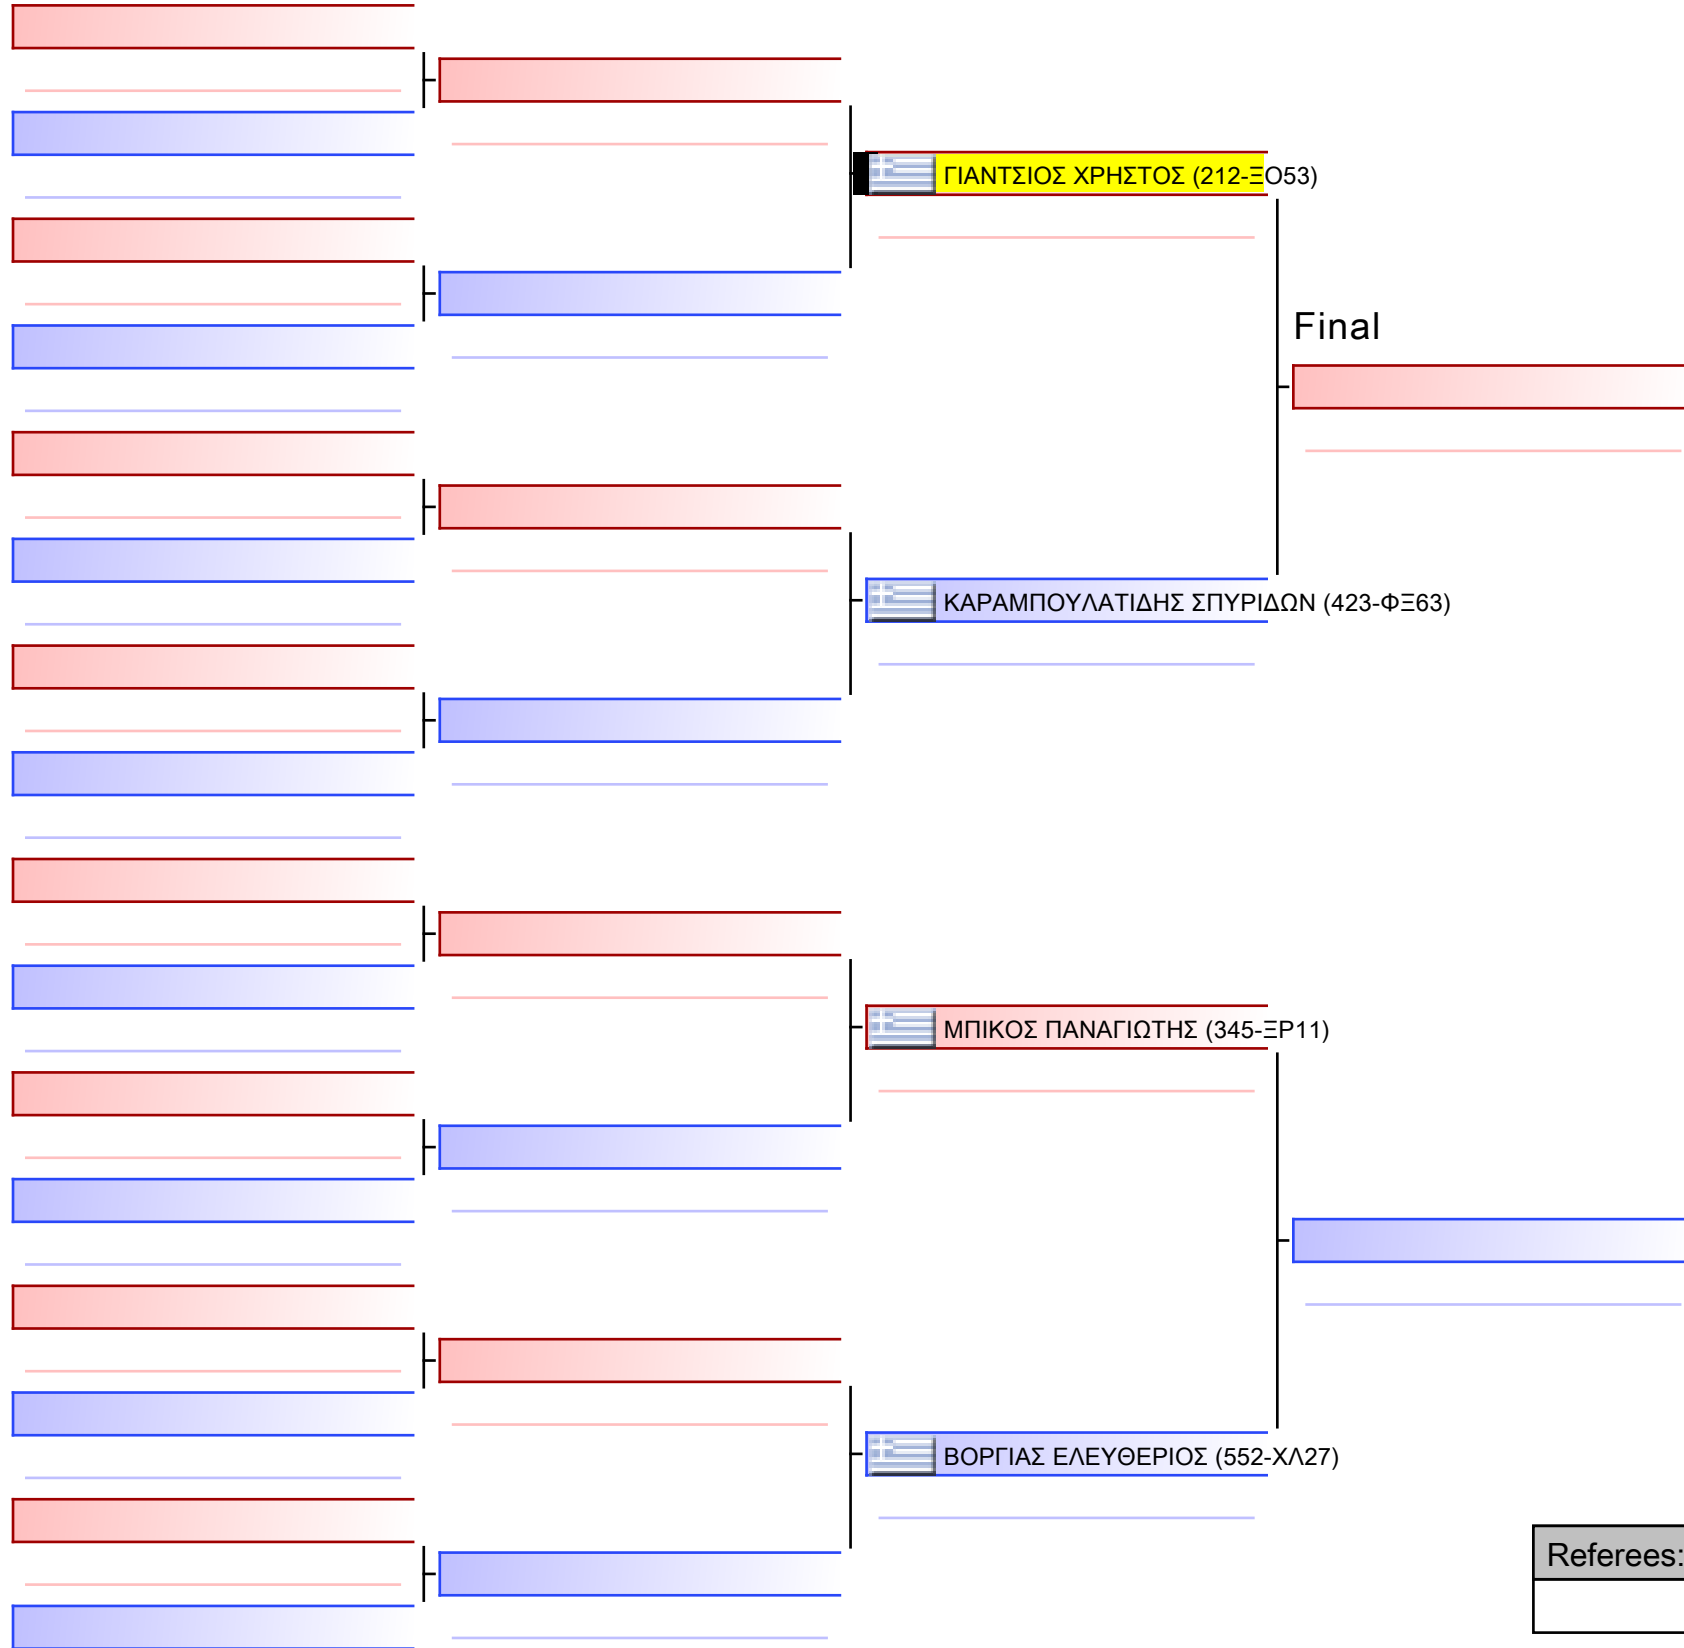 ΓΙΑΝΤΣΙΟΣ ΧΡΗΣΤΟΣ (212-ΞΟ53)
Final
ΚΑΡΑΜΠΟΥΛΑΤΙΔΗΣ ΣΠΥΡΙΔΩΝ (423-ΦΞ63)
ΜΠΙΚΟΣ ΠΑΝΑΓΙΩΤΗΣ (345-ΞΡ11)
ΒΟΡΓΙΑΣ ΕΛΕΥΘΕΡΙΟΣ (552-ΧΛ27)
Referees: